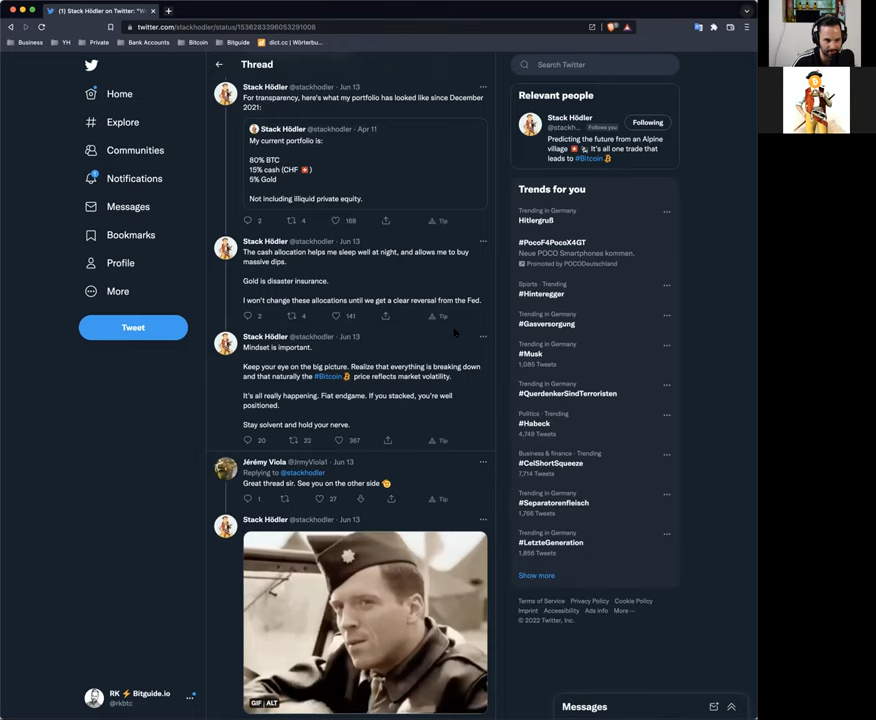 (1) Stack Hödler on Twitter: "W
twitter.com/stackhodler/status/1536283396053291008
Business
YH
Private
Bank Accounts
Bitcoin
Bitguide
dict.cc | Wörterbu...
Home
Explore
Communities
1
Notifications
Messages
Bookmarks
Profile
More
Tweet
RK ⚡ Bitguide.io
@rkbtc
Thread
Stack Hödler @stackhodler · Jun 13
For transparency, here's what my portfolio has looked like since December
2021:
Stack Hödler @stackhodler · Apr 11
My current portfolio is:
80% BTC
15% cash (CHF 🇨🇭)
5% Gold
Not including illiquid private equity.
2 4 168 Tip
Stack Hödler @stackhodler · Jun 13
The cash allocation helps me sleep well at night, and allows me to buy
massive dips.
Gold is disaster insurance.
I won't change these allocations until we get a clear reversal from the Fed.
2 4 141 Tip
Stack Hödler @stackhodler · Jun 13
Mindset is important.
Keep your eye on the big picture. Realize that everything is breaking down
and that naturally the #Bitcoin price reflects market volatility.
It's all really happening. Fiat endgame. If you stacked, you're well
positioned.
Stay solvent and hold your nerve.
20 22 367 Tip
Jérémy Viola @JrmyViola1 · Jun 13
Replying to @stackhodler
Great thread sir. See you on the other side 🫡
1 27 Tip
Stack Hödler @stackhodler · Jun 13
GIF ALT
Search Twitter
Relevant people
Stack Hödler
@stackh... Follows you
Following
Predicting the future from an Alpine
village 🇨🇭 🐿. It's all one trade that
leads to #Bitcoin
Trends for you
Trending in Germany
Hitlergruß
#PocoF4PocoX4GT
Neue POCO Smartphones kommen.
Promoted by POCODeutschland
Sports · Trending
#Hinteregger
Trending in Germany
#Gasversorgung
Trending in Germany
#Musk
1,085 Tweets
Trending in Germany
#QuerdenkerSindTerroristen
Politics · Trending
#Habeck
4,749 Tweets
Business & finance · Trending
#CelShortSqueeze
7,714 Tweets
Trending in Germany
#Separatorenfleisch
1,766 Tweets
Trending in Germany
#LetzteGeneration
1,856 Tweets
Show more
Terms of Service Privacy Policy Cookie Policy
Imprint Accessibility Ads info More ···
© 2022 Twitter, Inc.
Messages